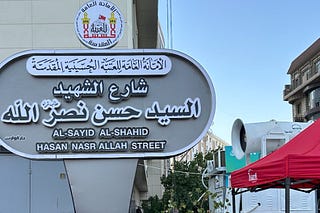 الأمانة العامة
للعتبة الحسينية المقدسة
شارع الشهيد
السيد حسن نصر الله
AL-SAYID AL-SHAHID
HASAN NASR ALLAH STREET